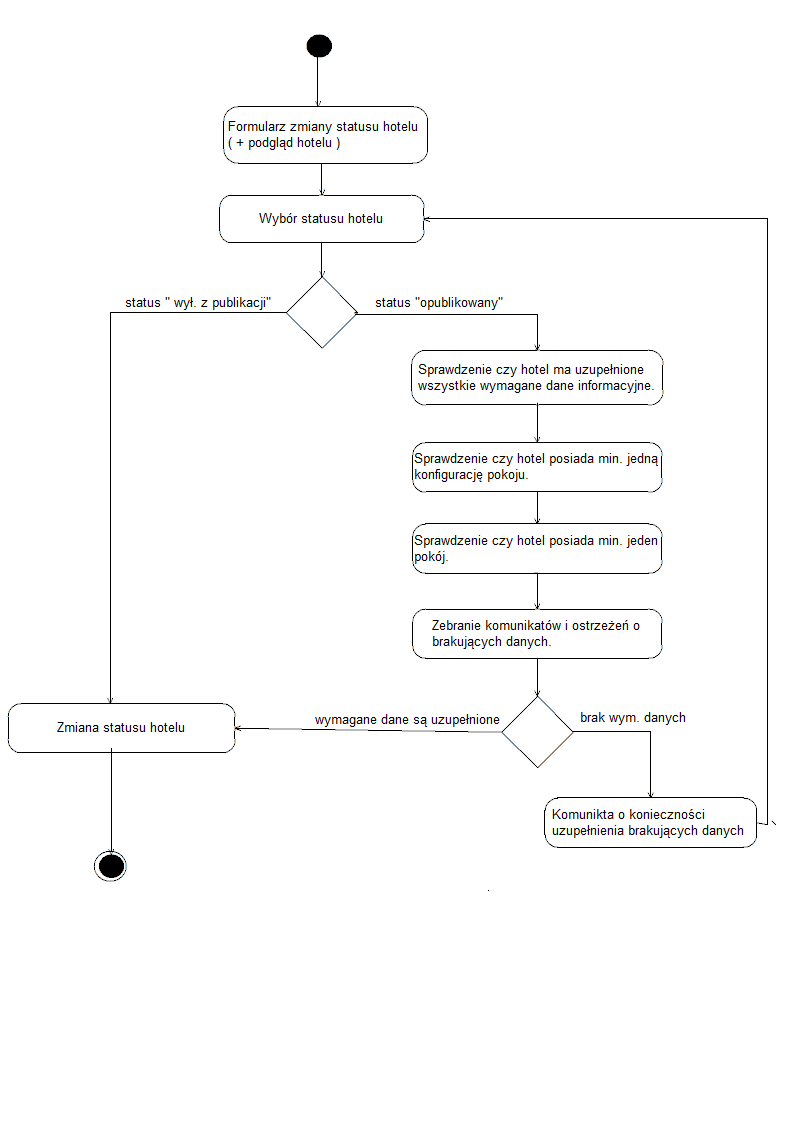 Formularz zmiany statusu hotelu
( + podgląd hotelu )
Wybór statusu hotelu
status " wył. z publikacji"
status "opublikowany"
Sprawdzenie czy hotel ma uzupełnione
wszystkie wymagane dane informacyjne.
Sprawdzenie czy hotel posiada min. jedną
konfigurację pokoju.
Sprawdzenie czy hotel posiada min. jeden
pokój.
Zebranie komunikatów i ostrzeżeń o
brakujących danych.
wymagane dane są uzupełnione
brak wym. danych
Zmiana statusu hotelu
Komunikta o konieczności
uzupełnienia brakujących danych